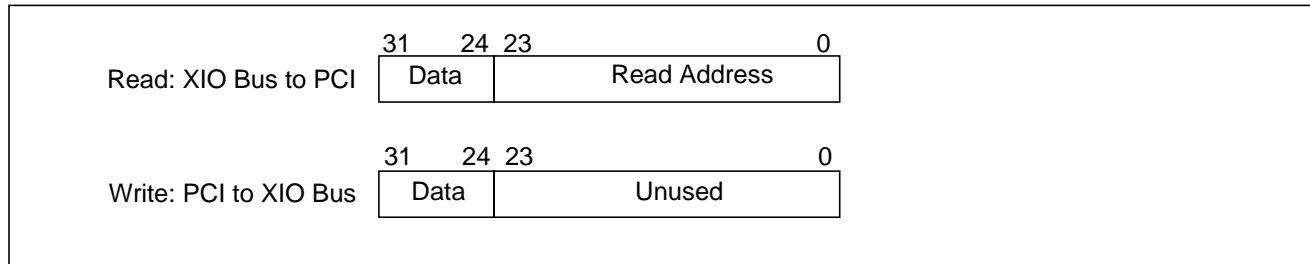 31 24 23 0
Read: XIO Bus to PCI Data Read Address
31 24 23 0
Write: PCI to XIO Bus Data Unused